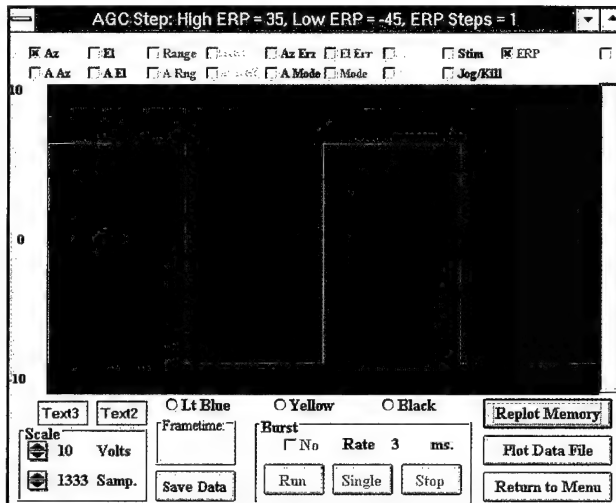 AGC Step: High ERP = 35, Low ERP = -45, ERP Steps = 1
Az El Range Az Err El Err Stim ERP
A Az A El A Rng A Mode Mode Jog/Kill
10
0
-10
Text3 Text2 Lt Blue Yellow Black Replot Memory
Scale Frametime: Burst
10 Volts No Rate 3 ms. Plot Data File
1333 Samp. Save Data Run Single Stop Return to Menu